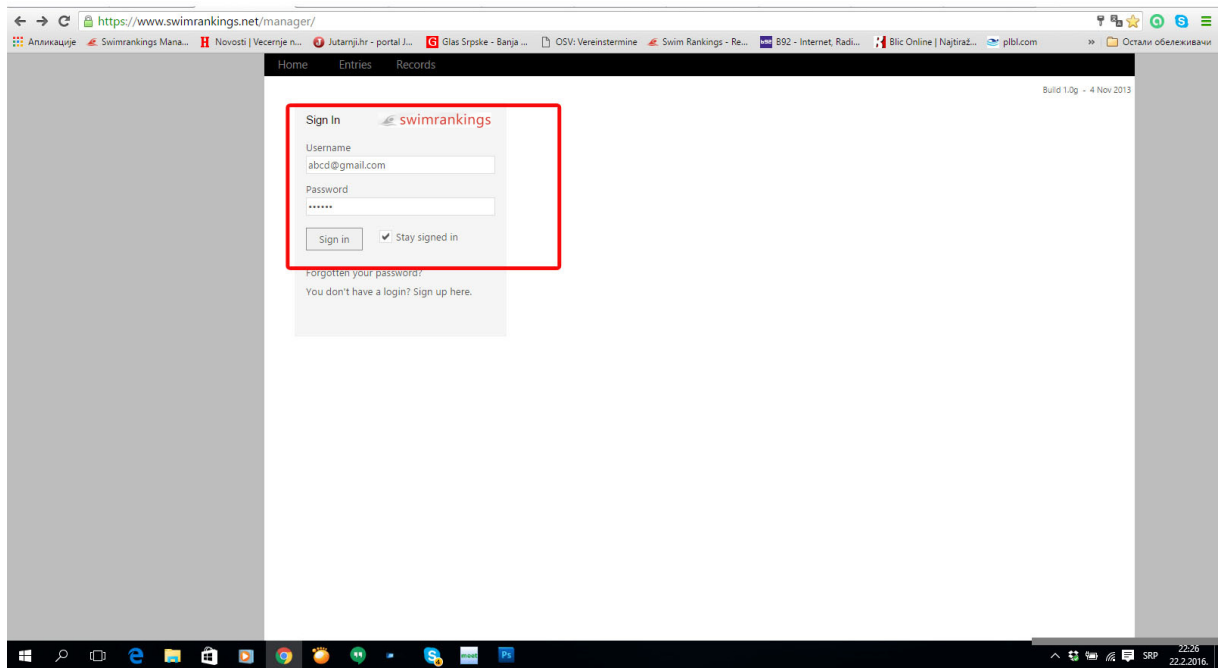 https://www.swimrankings.net/manager/
Апликације Swimrankings Mana... Novosti | Vecernje n... Jutarnji.hr - portal J... Glas Srpske - Banja ... OSV: Vereinstermine Swim Rankings - Re... B92 - Internet, Radi... Blic Online | Najtiraž... plbl.com » Остали обележивачи
Home Entries Records
Build 1.0g - 4 Nov 2013
Sign In swimrankings
Username
abcd@gmail.com
Password
••••••
Sign in Stay signed in
Forgotten your password?
You don't have a login? Sign up here.
SRP 22:26
22.2.2016.